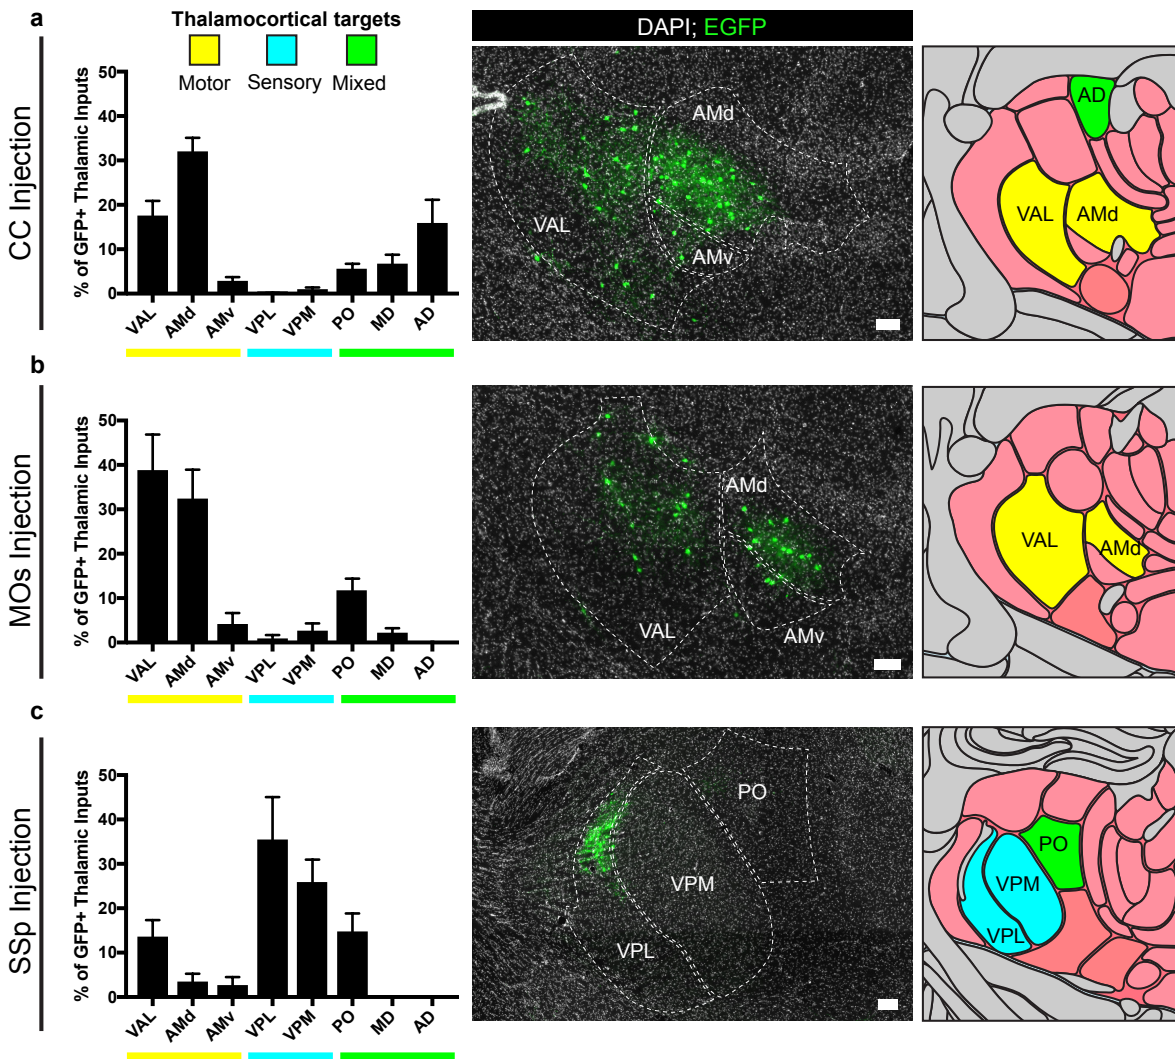 a
Thalamocortical targets
Motor
Sensory
Mixed
CC Injection
% of GFP+ Thalamic Inputs
50
40
30
20
10
0
VAL
AMd
AMv
VPL
VPM
PO
MD
AD
DAPI; EGFP
AMd
VAL
AMv
AD
VAL
AMd
b
MOs Injection
% of GFP+ Thalamic Inputs
50
40
30
20
10
0
VAL
AMd
AMv
VPL
VPM
PO
MD
AD
AMd
VAL
AMv
VAL
AMd
c
SSp Injection
% of GFP+ Thalamic Inputs
50
40
30
20
10
0
VAL
AMd
AMv
VPL
VPM
PO
MD
AD
PO
VPM
VPL
PO
VPM
VPL